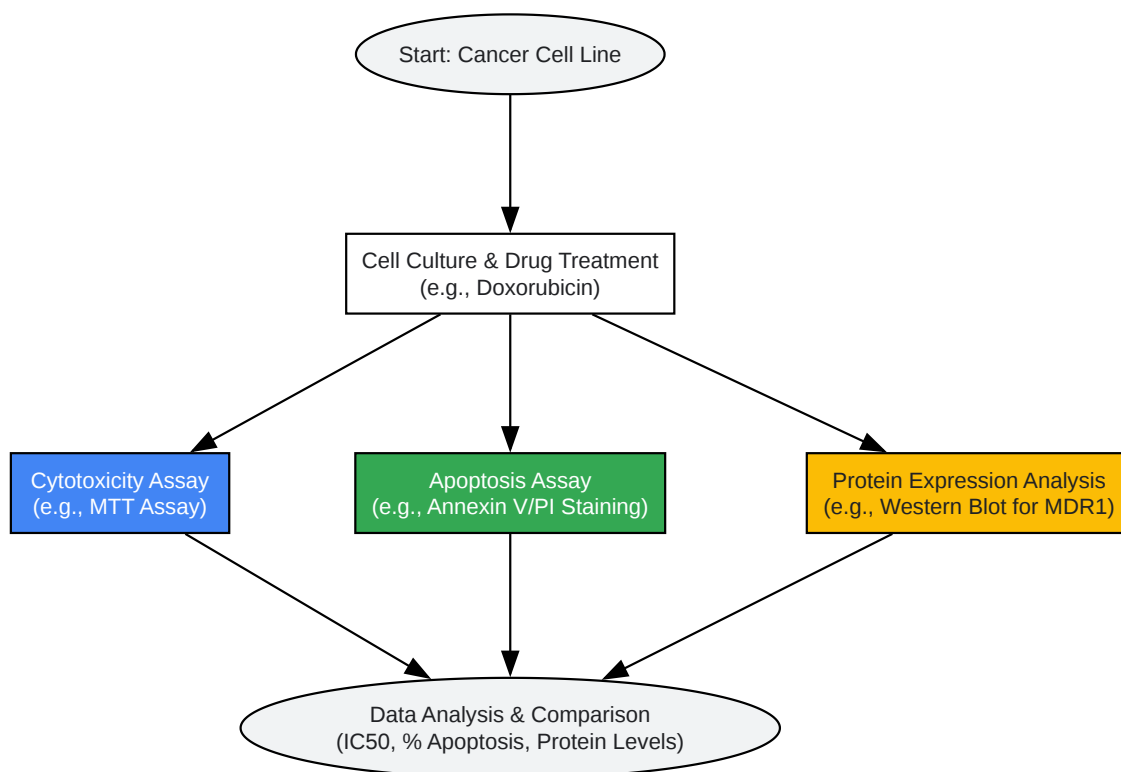 Start: Cancer Cell Line
Cell Culture & Drug Treatment
(e.g., Doxorubicin)
Cytotoxicity Assay
(e.g., MTT Assay)
Apoptosis Assay
(e.g., Annexin V/PI Staining)
Protein Expression Analysis
(e.g., Western Blot for MDR1)
Data Analysis & Comparison
(IC50, % Apoptosis, Protein Levels)